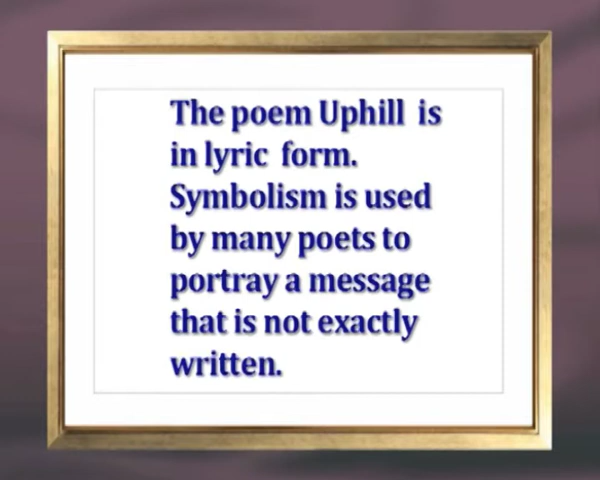 The poem Uphill is
in lyric form.
Symbolism is used
by many poets to
portray a message
that is not exactly
written.